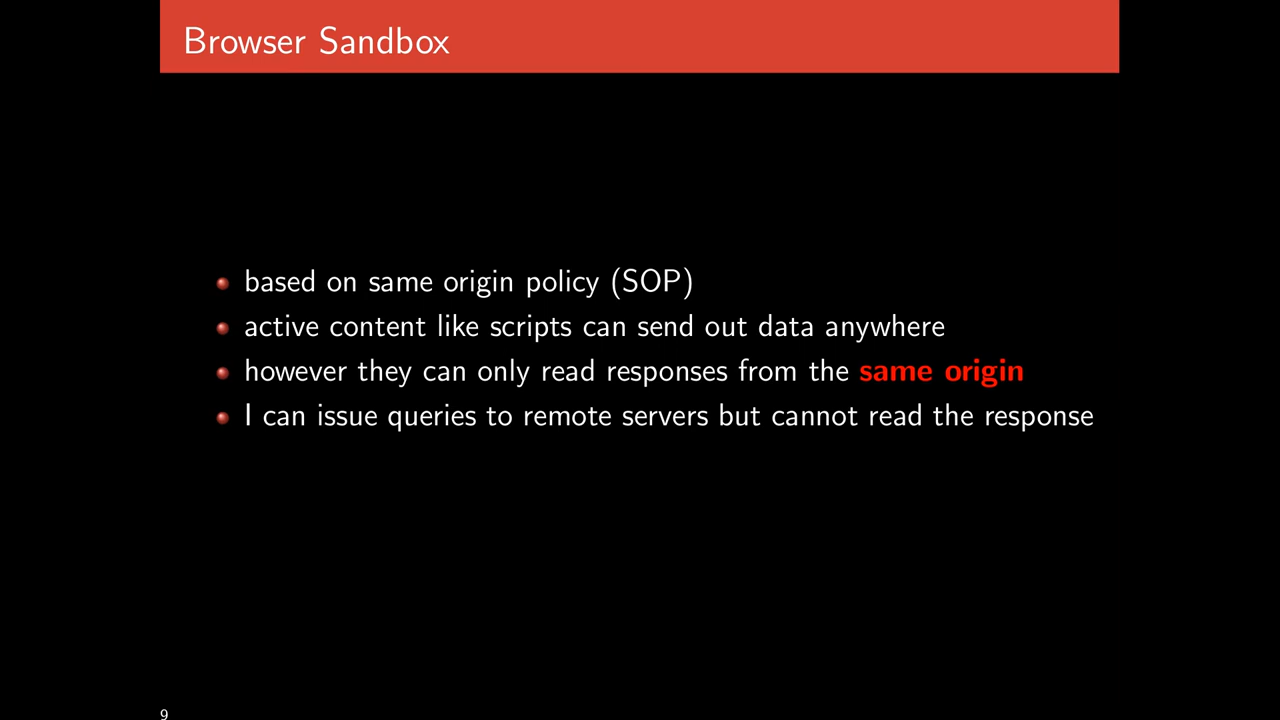 Browser Sandbox
based on same origin policy (SOP)
active content like scripts can send out data anywhere
however they can only read responses from the same origin
I can issue queries to remote servers but cannot read the response
9